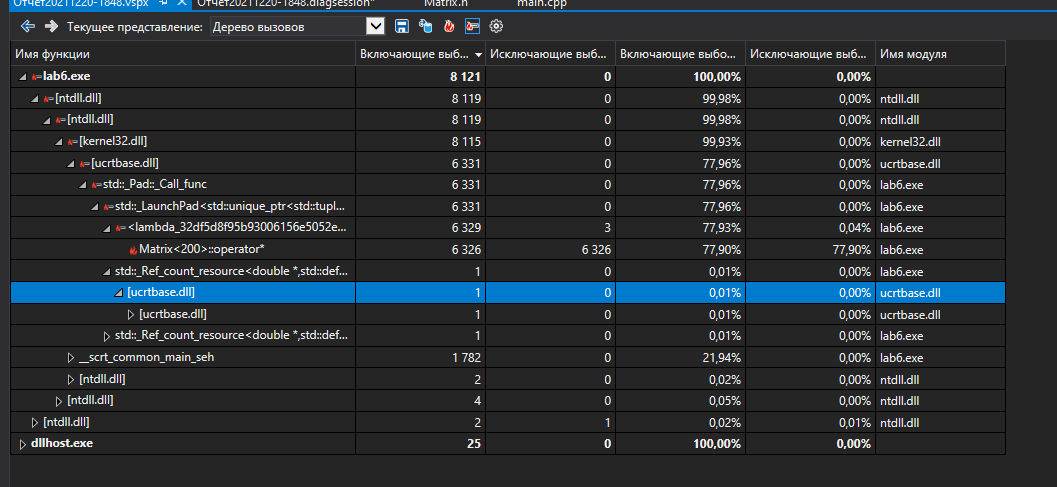 Отчет20211220-1848.vspx Отчет20211220-1848.diagsession* Matrix.h main.cpp
Текущее представление: Дерево вызовов
Имя функции Включающие выб... Исключающие выб... Включающие выбо... Исключающие выб... Имя модуля
lab6.exe 8 121 0 100,00% 0,00%
[ntdll.dll] 8 119 0 99,98% 0,00% ntdll.dll
[ntdll.dll] 8 119 0 99,98% 0,00% ntdll.dll
[kernel32.dll] 8 115 0 99,93% 0,00% kernel32.dll
[ucrtbase.dll] 6 331 0 77,96% 0,00% ucrtbase.dll
std::_Pad::_Call_func 6 331 0 77,96% 0,00% lab6.exe
std::_LaunchPad<std::unique_ptr<std::tupl... 6 331 0 77,96% 0,00% lab6.exe
<lambda_32df5d8f95b93006156e5052e... 6 329 3 77,93% 0,04% lab6.exe
Matrix<200>::operator* 6 326 6 326 77,90% 77,90% lab6.exe
std::_Ref_count_resource<double *,std::def... 1 0 0,01% 0,00% lab6.exe
[ucrtbase.dll] 1 0 0,01% 0,00% ucrtbase.dll
[ucrtbase.dll] 1 0 0,01% 0,00% ucrtbase.dll
std::_Ref_count_resource<double *,std::def... 1 0 0,01% 0,00% lab6.exe
__scrt_common_main_seh 1 782 0 21,94% 0,00% lab6.exe
[ntdll.dll] 2 0 0,02% 0,00% ntdll.dll
[ntdll.dll] 4 0 0,05% 0,00% ntdll.dll
[ntdll.dll] 2 1 0,02% 0,01% ntdll.dll
dllhost.exe 25 0 100,00% 0,00%